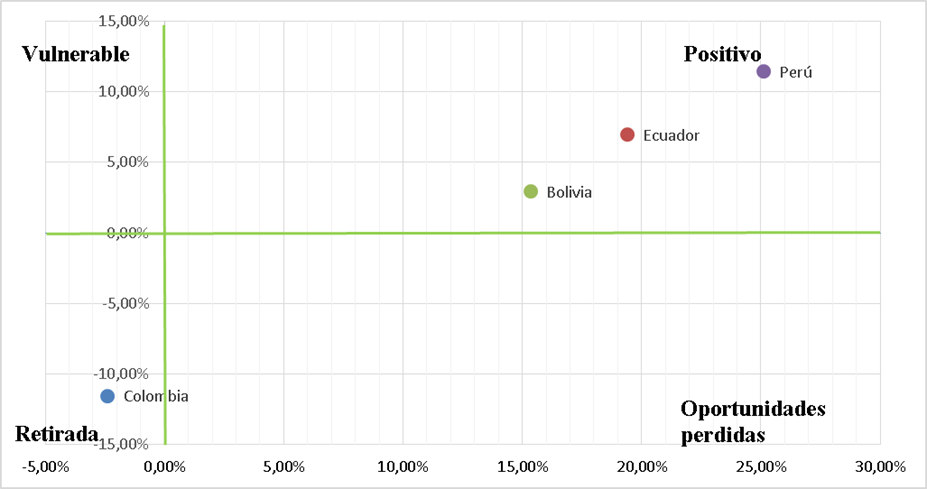 15,00%
Vulnerable
Positivo
Perú
10,00%
Ecuador
5,00%
Bolivia
0,00%
-5,00%
-10,00%
Colombia
Oportunidades
perdidas
Retirada
-15,00%
-5,00% 0,00% 5,00% 10,00% 15,00% 20,00% 25,00% 30,00%